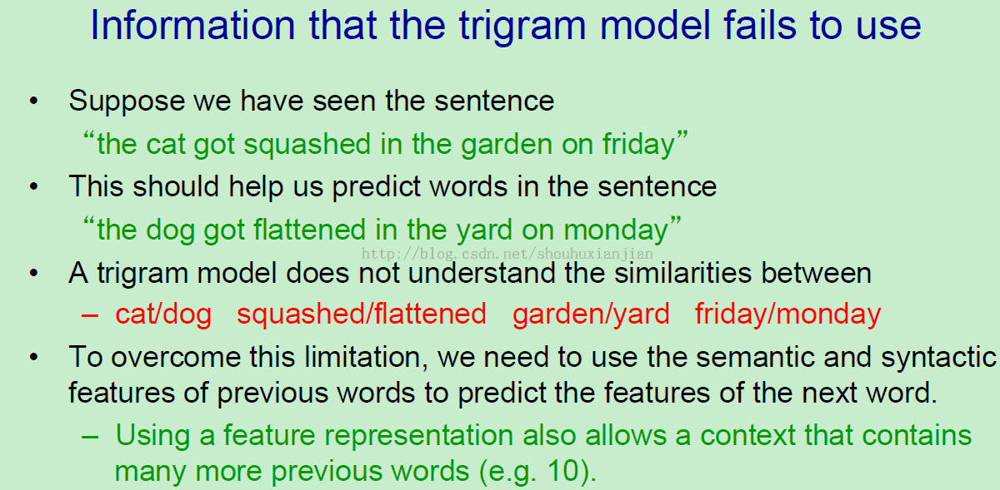 Information that the trigram model fails to use
• Suppose we have seen the sentence
“the cat got squashed in the garden on friday”
• This should help us predict words in the sentence
“the dog got flattened in the yard on monday”
http://blog.csdn.net/shouhuxianjian
• A trigram model does not understand the similarities between
– cat/dog squashed/flattened garden/yard friday/monday
• To overcome this limitation, we need to use the semantic and syntactic
features of previous words to predict the features of the next word.
– Using a feature representation also allows a context that contains
many more previous words (e.g. 10).